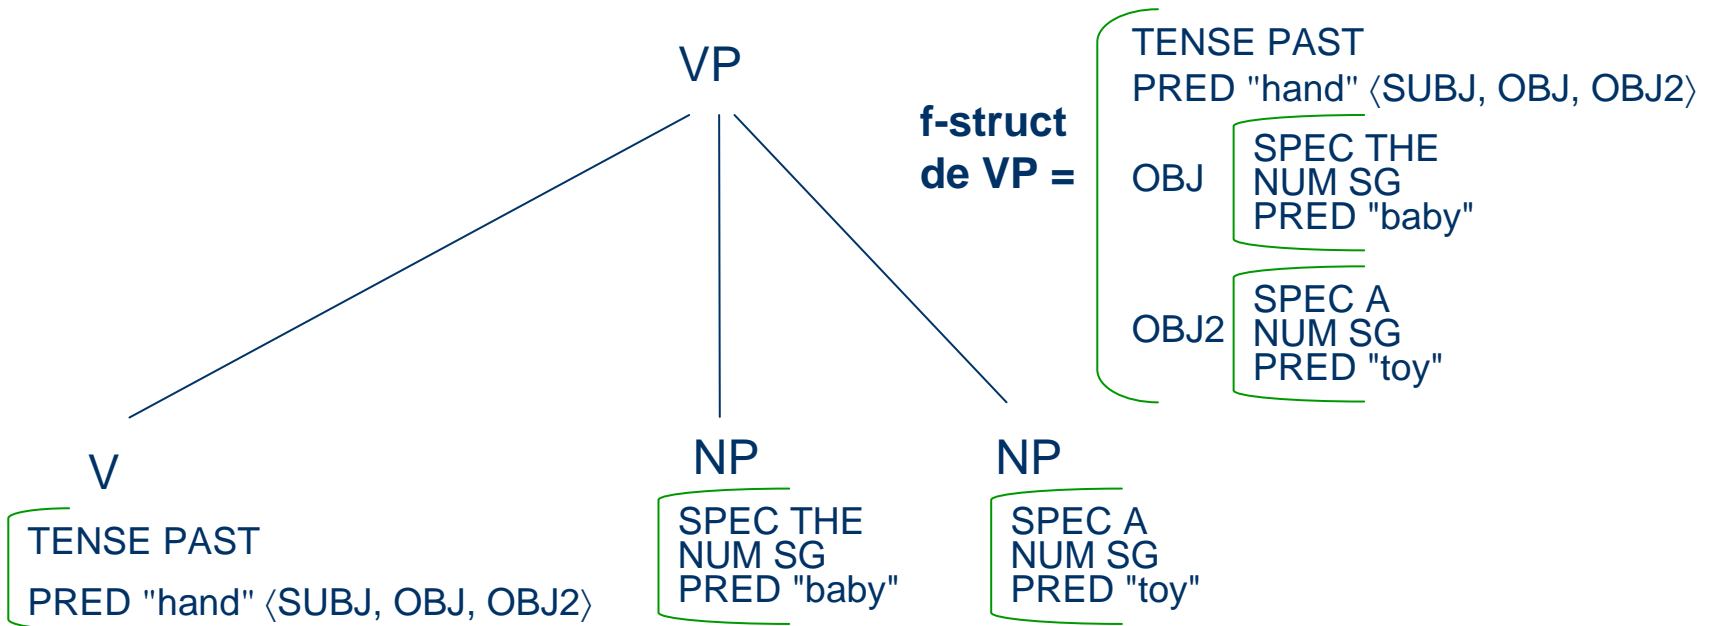 VP
f-struct
de VP =
TENSE PAST
PRED "hand" ⟨SUBJ, OBJ, OBJ2⟩
OBJ
SPEC THE
NUM SG
PRED "baby"
OBJ2
SPEC A
NUM SG
PRED "toy"
V
TENSE PAST
PRED "hand" ⟨SUBJ, OBJ, OBJ2⟩
NP
SPEC THE
NUM SG
PRED "baby"
NP
SPEC A
NUM SG
PRED "toy"